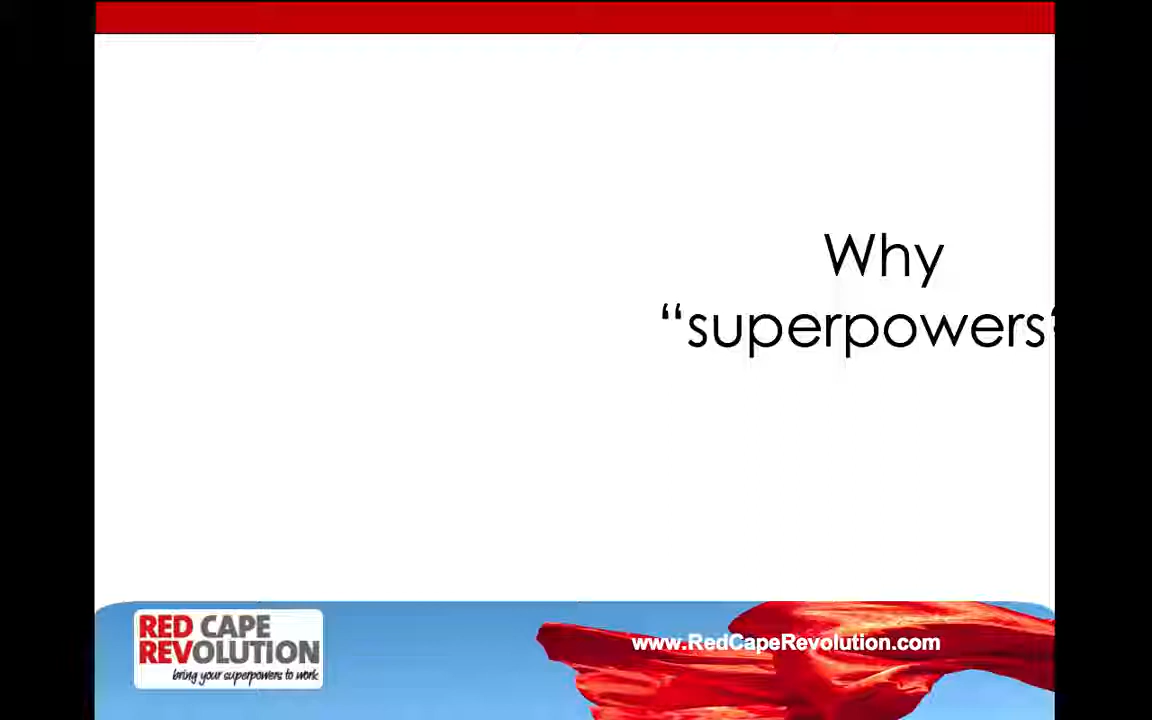 Why
“superpowers
RED CAPE
REVOLUTION
bring your superpowers to work
www.RedCapeRevolution.com